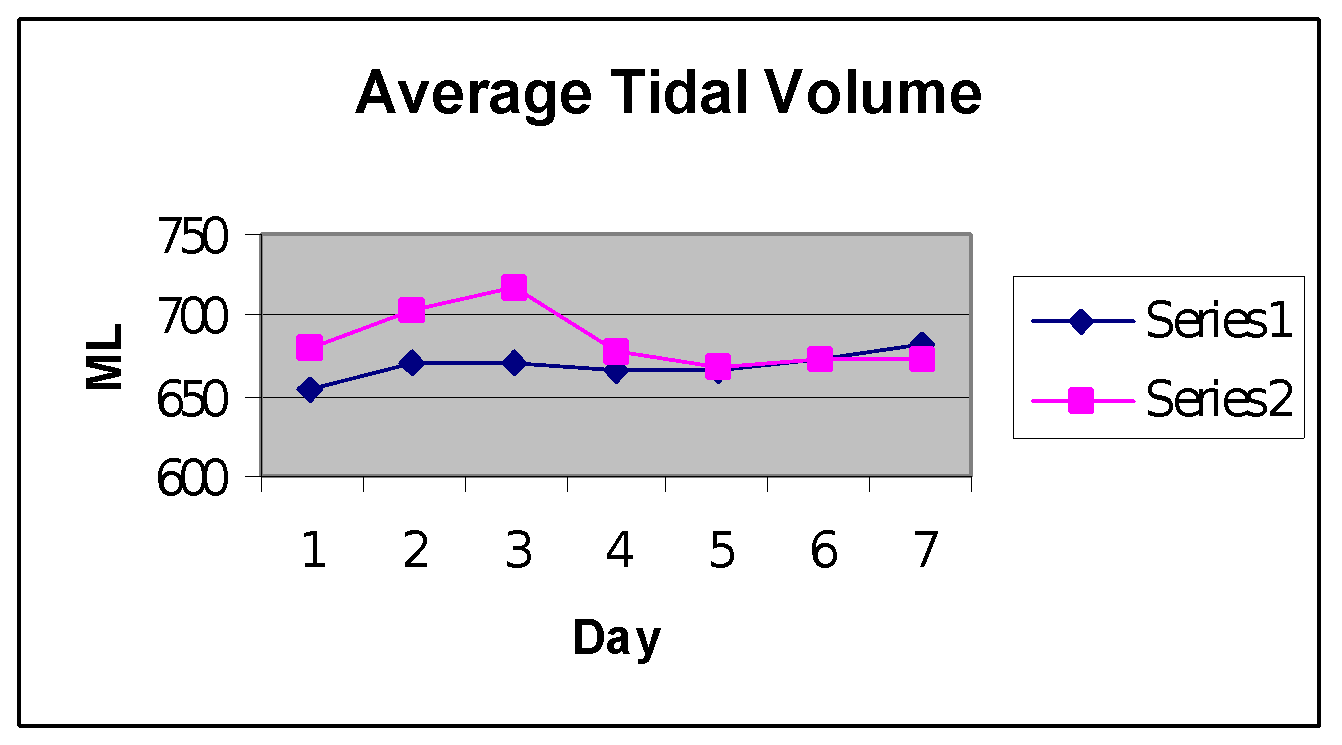 Average Tidal Volume
750
700
650
600
ML
1 2 3 4 5 6 7
Day
Series1
Series2